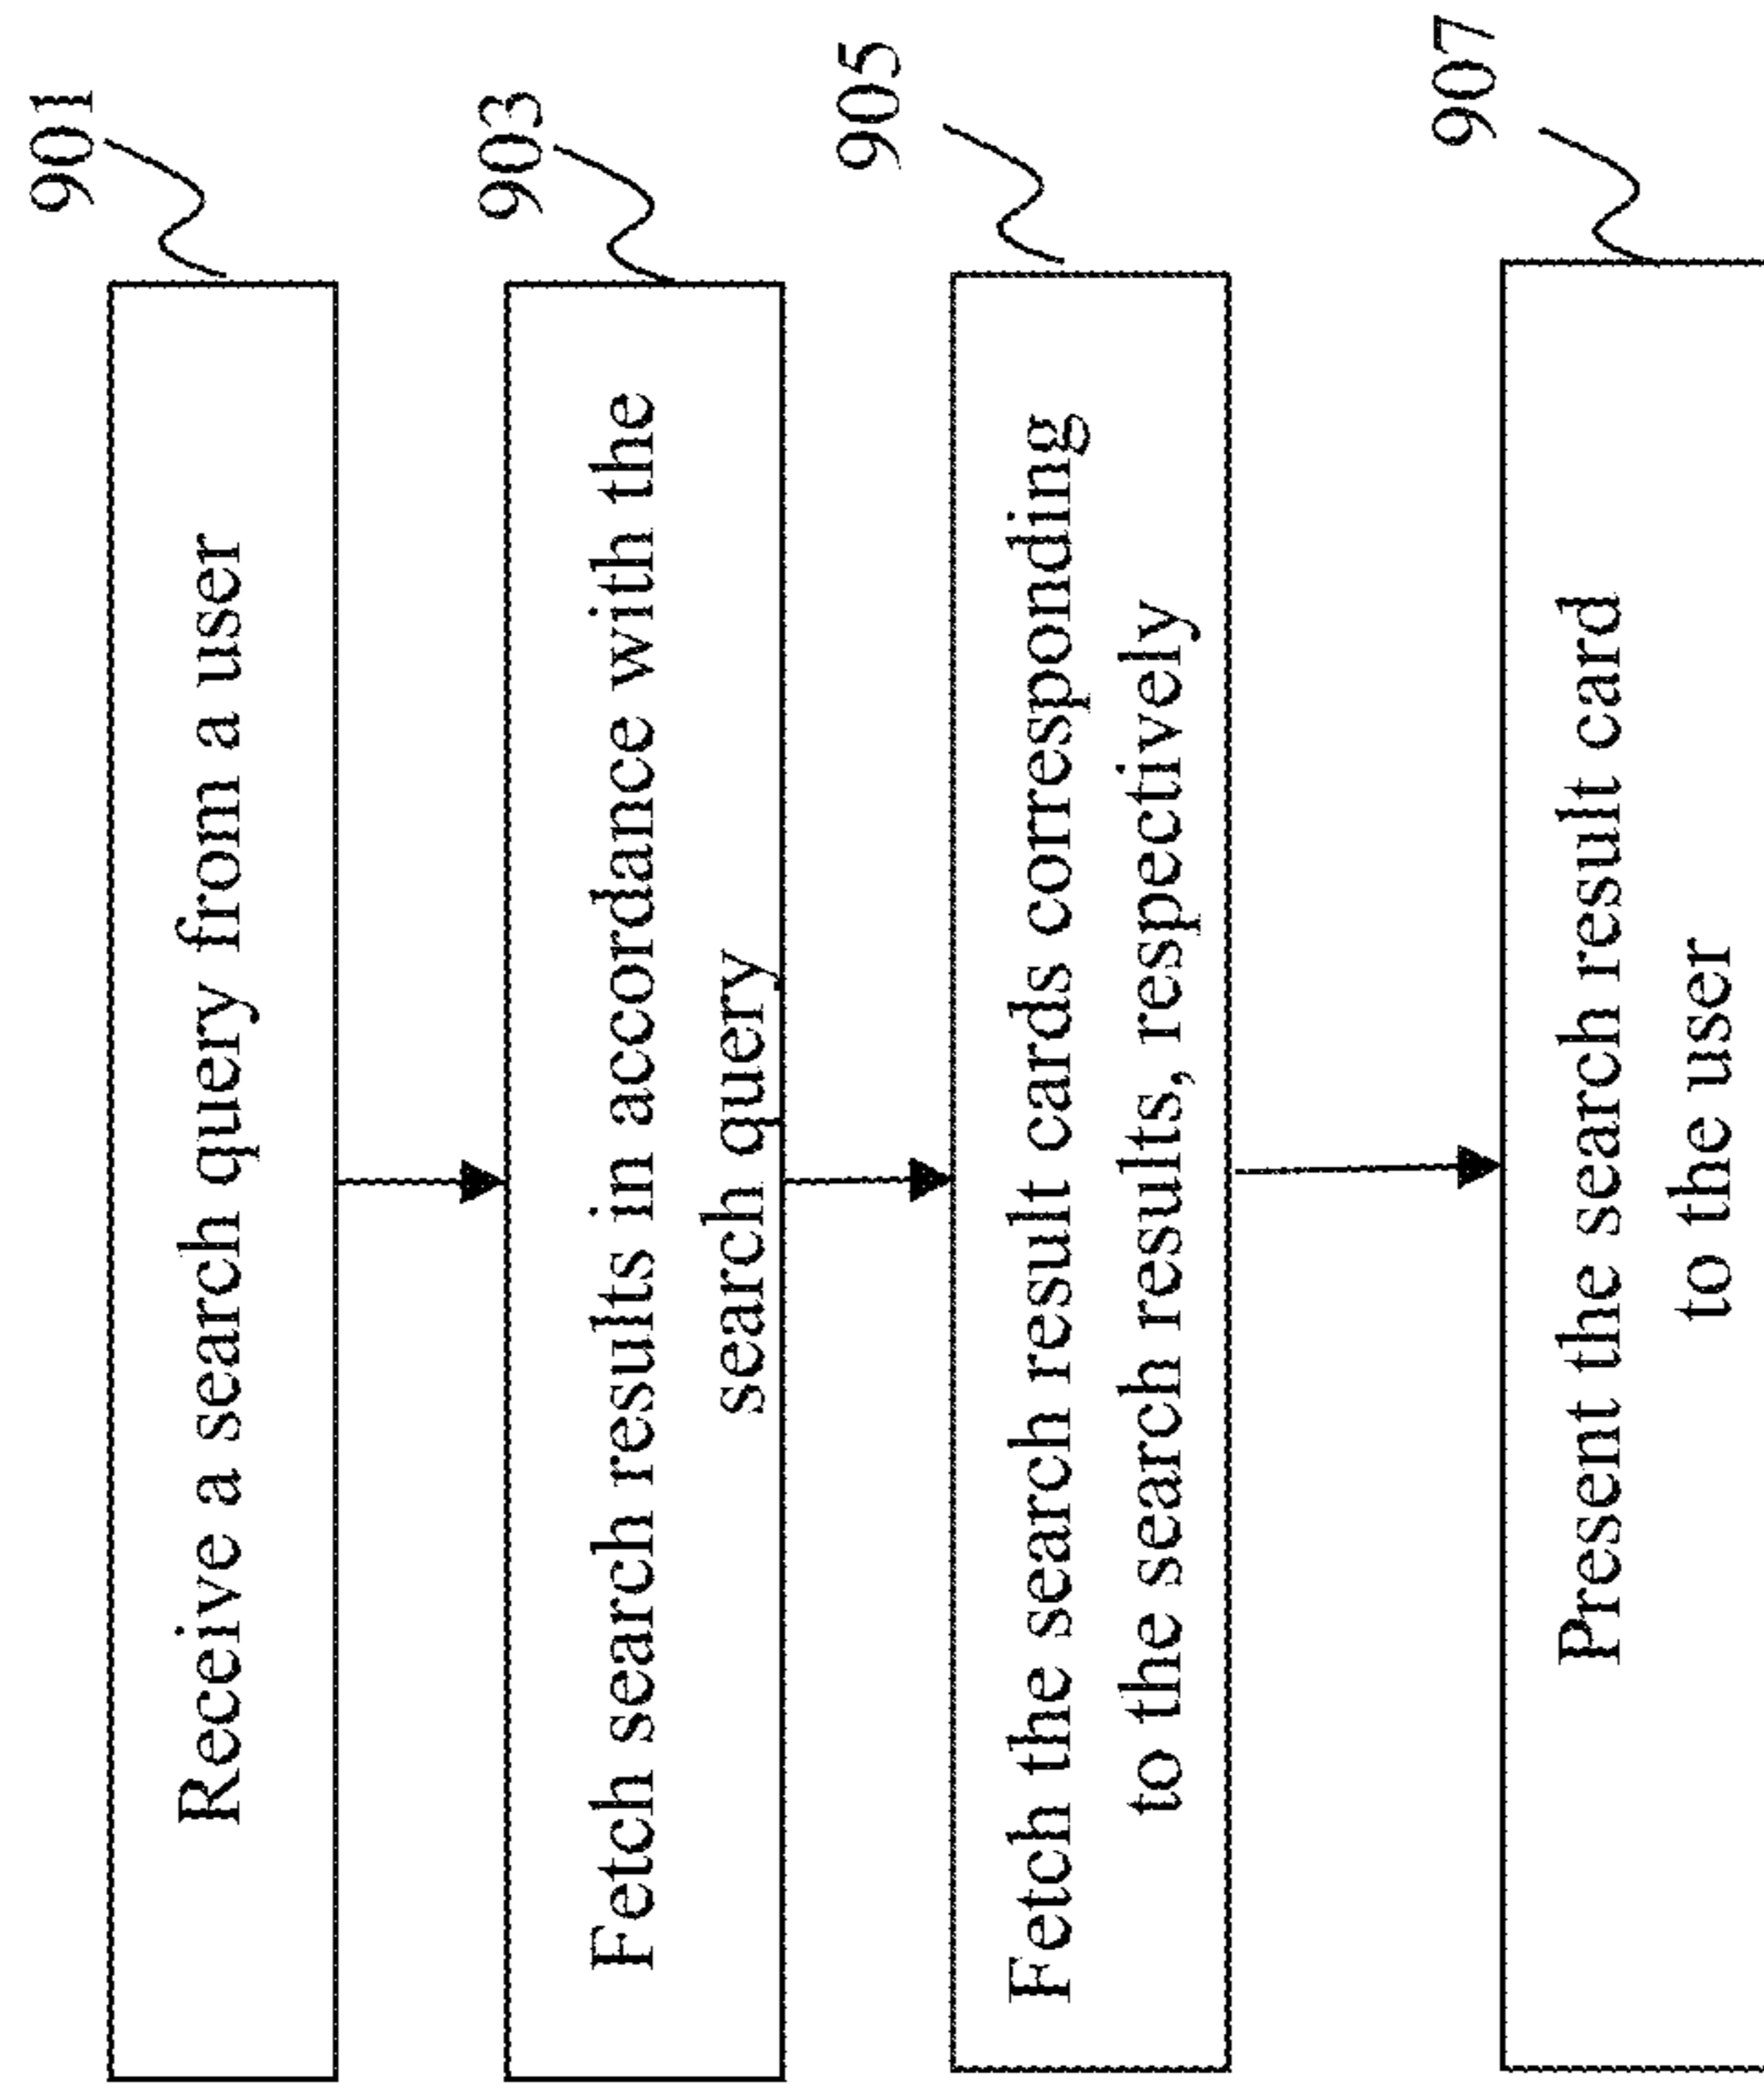 901
Receive a search query from a user
903
Fetch search results in accordance with the
search query
905
Fetch the search result cards corresponding
to the search results, respectively
907
Present the search result card
to the user